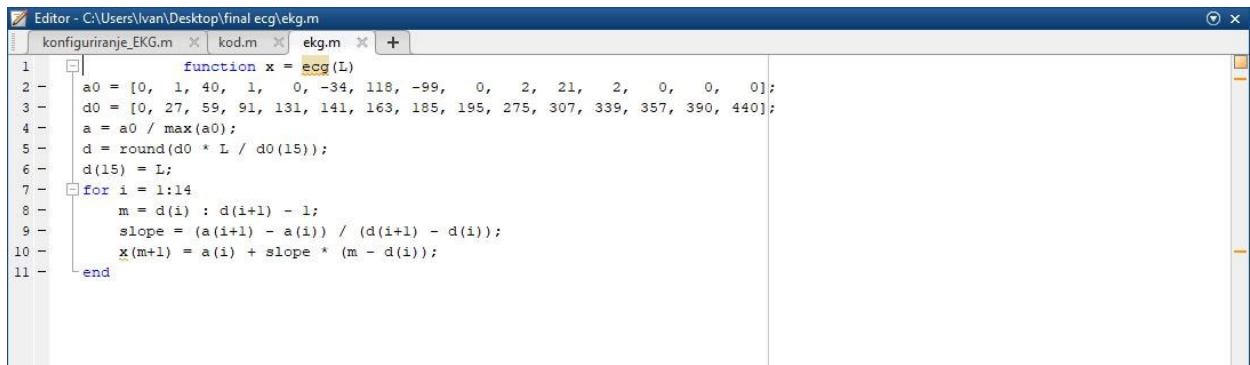 Editor - C:\Users\Ivan\Desktop\final ecg\ekg.m
konfiguriranje_EKG.m kod.m ekg.m +
1 function x = ecg(L)
2 - a0 = [0, 1, 40, 1, 0, -34, 118, -99, 0, 2, 21, 2, 0, 0, 0];
3 - d0 = [0, 27, 59, 91, 131, 141, 163, 185, 195, 275, 307, 339, 357, 390, 440];
4 - a = a0 / max(a0);
5 - d = round(d0 * L / d0(15));
6 - d(15) = L;
7 - for i = 1:14
8 - m = d(i) : d(i+1) - 1;
9 - slope = (a(i+1) - a(i)) / (d(i+1) - d(i));
10 - x(m+1) = a(i) + slope * (m - d(i));
11 - end